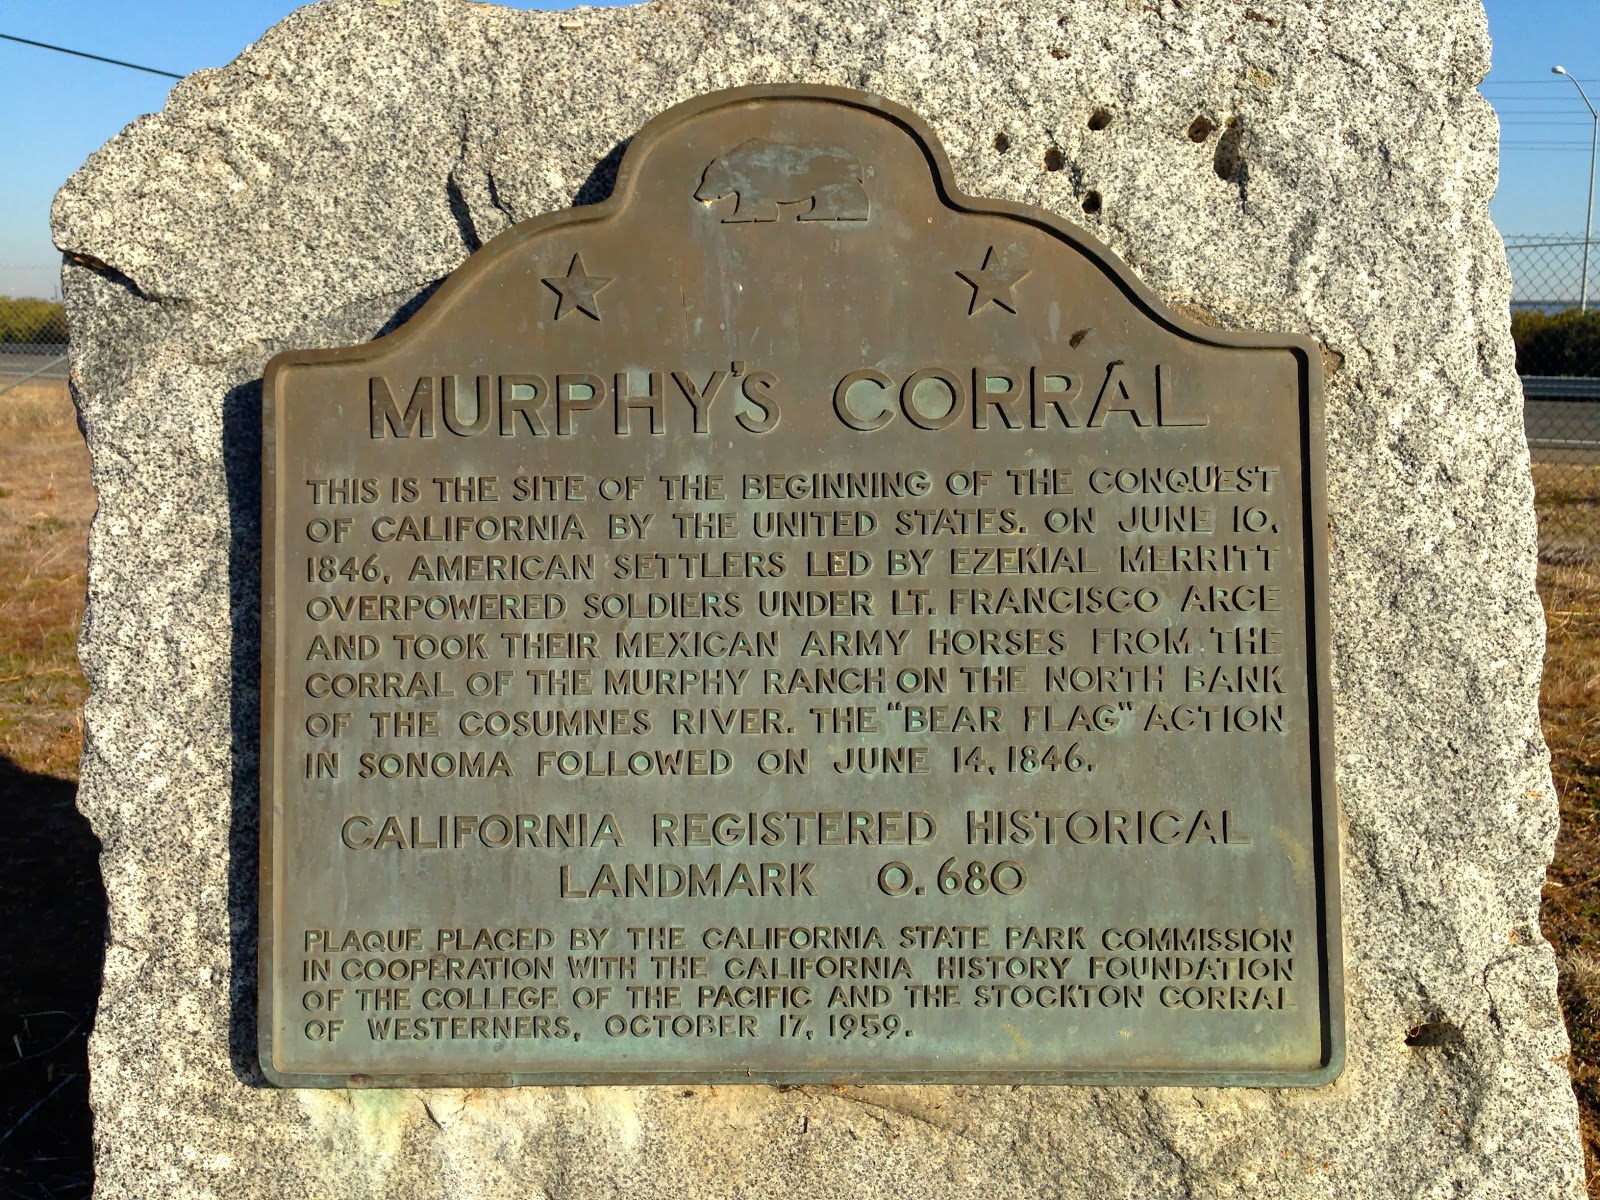 MURPHY'S CORRAL
THIS IS THE SITE OF THE BEGINNING OF THE CONQUEST
OF CALIFORNIA BY THE UNITED STATES. ON JUNE 10,
1846, AMERICAN SETTLERS LED BY EZEKIAL MERRITT
OVERPOWERED SOLDIERS UNDER LT. FRANCISCO ARCE
AND TOOK THEIR MEXICAN ARMY HORSES FROM THE
CORRAL OF THE MURPHY RANCH ON THE NORTH BANK
OF THE COSUMNES RIVER. THE "BEAR FLAG" ACTION
IN SONOMA FOLLOWED ON JUNE 14, 1846.
CALIFORNIA REGISTERED HISTORICAL
LANDMARK O. 680
PLAQUE PLACED BY THE CALIFORNIA STATE PARK COMMISSION
IN COOPERATION WITH THE CALIFORNIA HISTORY FOUNDATION
OF THE COLLEGE OF THE PACIFIC AND THE STOCKTON CORRAL
OF WESTERNERS, OCTOBER 17, 1959.